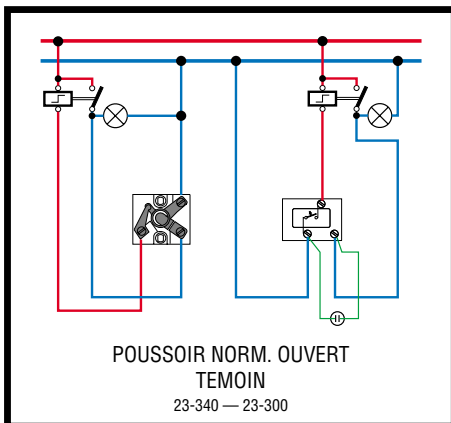 POUSSOIR NORM. OUVERT
TEMOIN
23-340 — 23-300